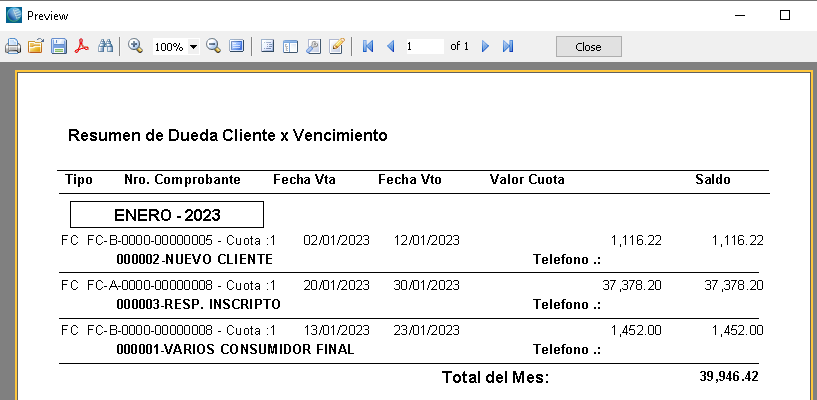 Preview
100% 1 of 1 Close
Resumen de Dueda Cliente x Vencimiento
Tipo Nro. Comprobante Fecha Vta Fecha Vto Valor Cuota Saldo
ENERO - 2023
FC FC-B-0000-00000005 - Cuota :1 02/01/2023 12/01/2023 1,116.22 1,116.22
000002-NUEVO CLIENTE Telefono .:
FC FC-A-0000-00000008 - Cuota :1 20/01/2023 30/01/2023 37,378.20 37,378.20
000003-RESP. INSCRIPTO Telefono .:
FC FC-B-0000-00000008 - Cuota :1 13/01/2023 23/01/2023 1,452.00 1,452.00
000001-VARIOS CONSUMIDOR FINAL Telefono .:
Total del Mes: 39,946.42